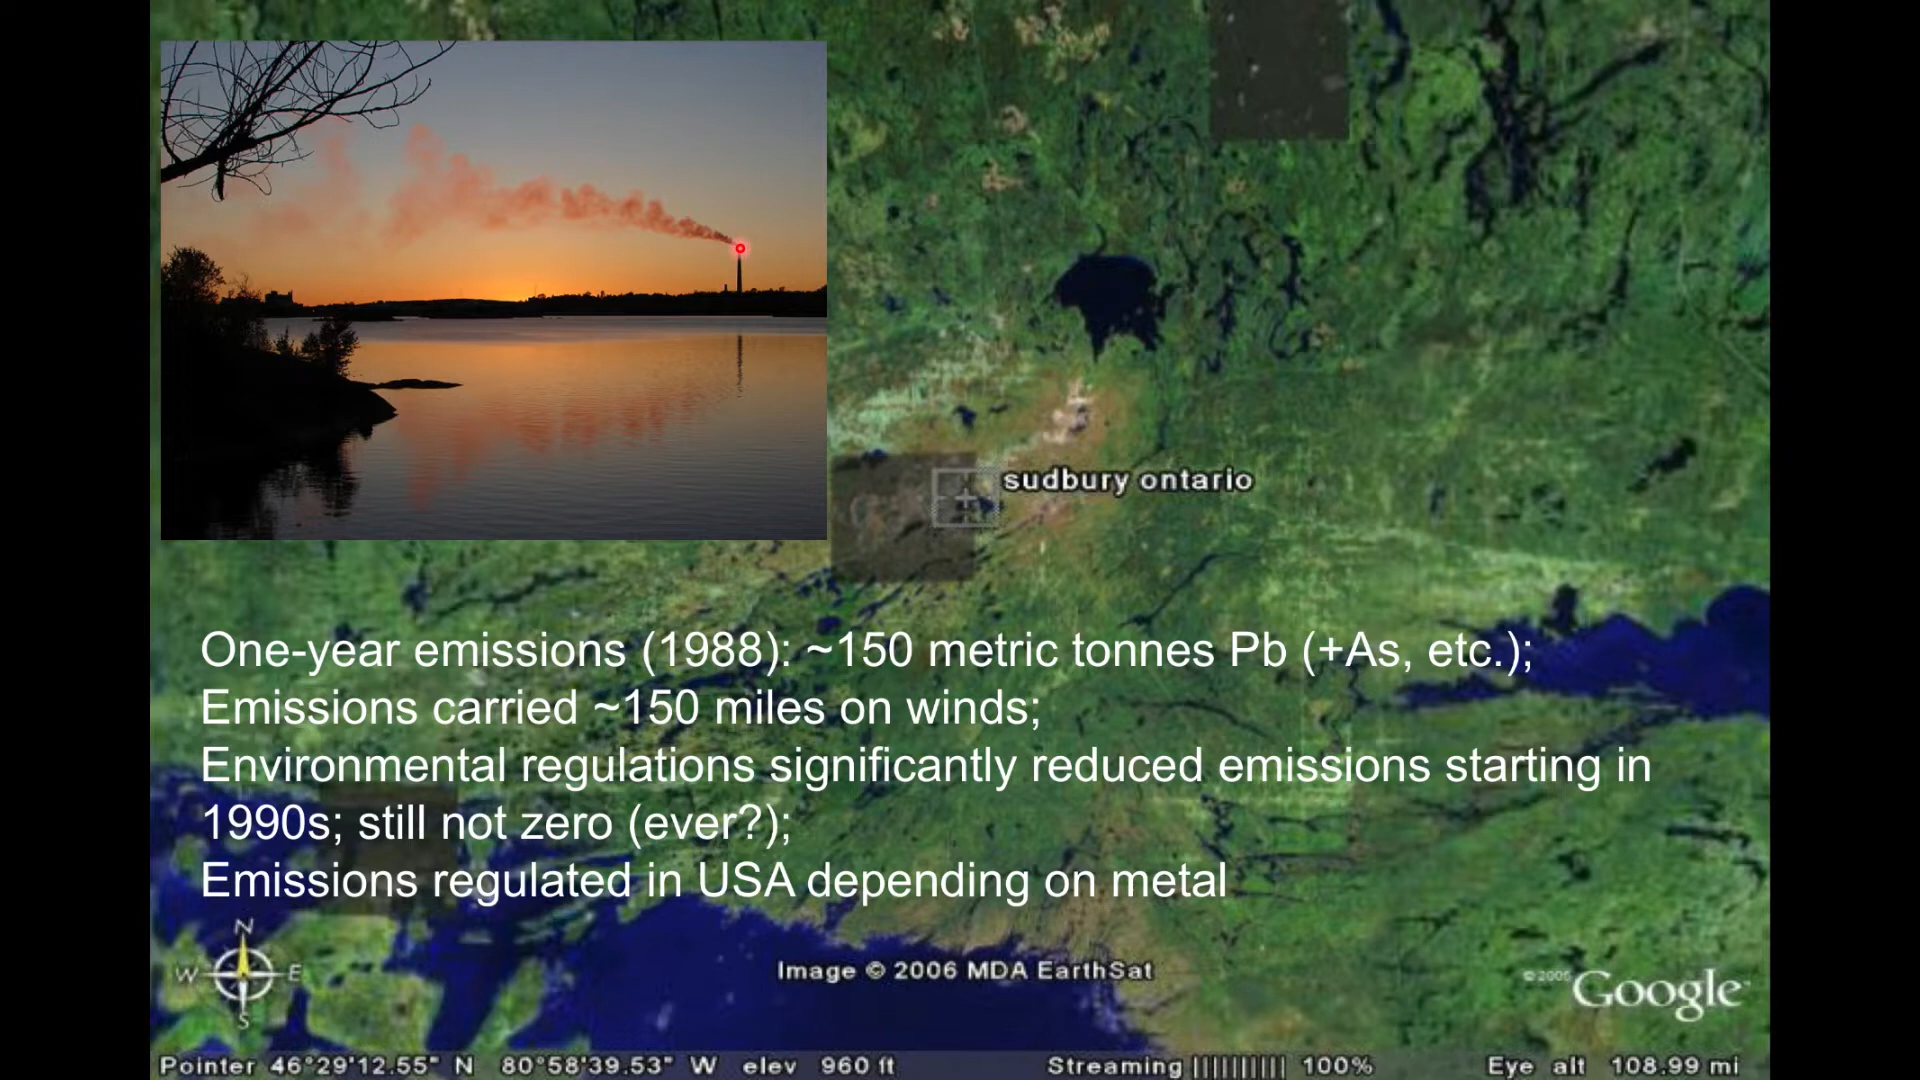 sudbury ontario
One-year emissions (1988): ~150 metric tonnes Pb (+As, etc.);
Emissions carried ~150 miles on winds;
Environmental regulations significantly reduced emissions starting in
1990s; still not zero (ever?);
Emissions regulated in USA depending on metal
N
W E
S
Image © 2006 MDA EarthSat
© 2006 Google™
Pointer 46°29'12.55" N 80°58'39.53" W elev 960 ft Streaming |||||||||| 100% Eye alt 108.99 mi